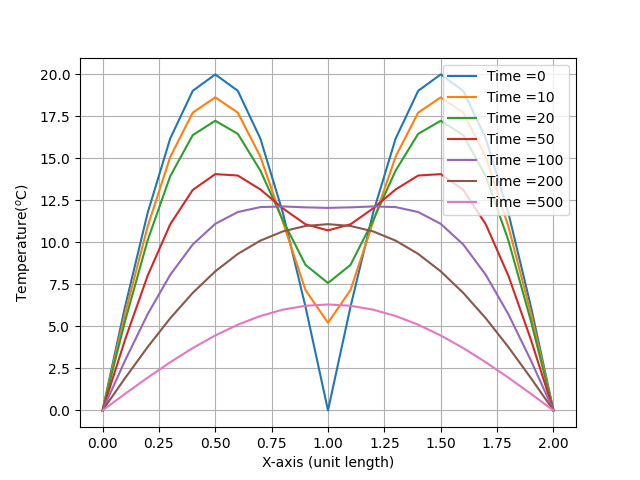 Time =0
Time =10
Time =20
Time =50
Time =100
Time =200
Time =500
Temperature(°C)
20.0
17.5
15.0
12.5
10.0
7.5
5.0
2.5
0.0
0.00 0.25 0.50 0.75 1.00 1.25 1.50 1.75 2.00
X-axis (unit length)